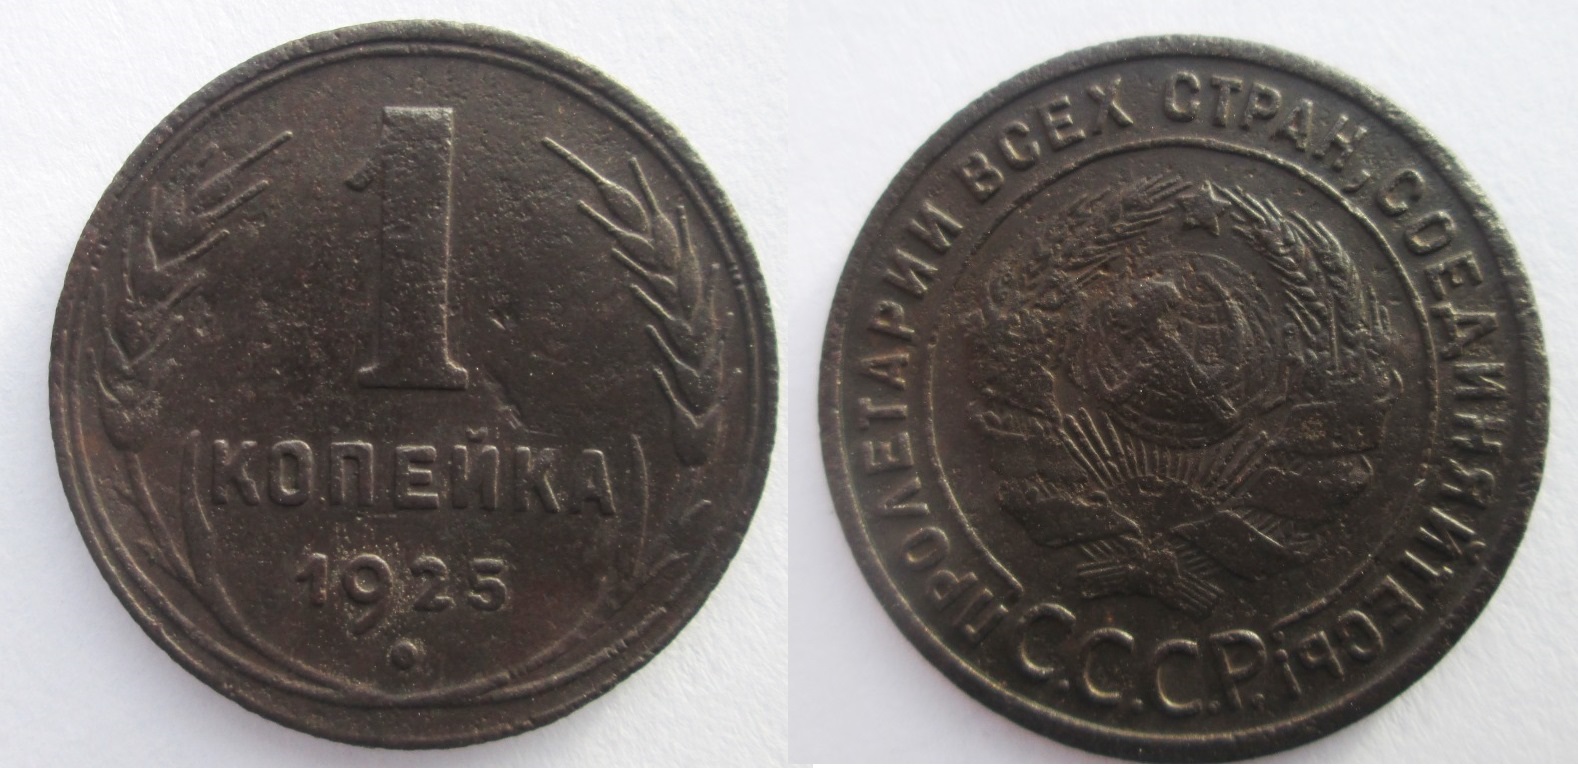 1
КОПЕЙКА
1925
ПРОЛЕТАРИИ ВСЕХ СТРАН, СОЕДИНЯЙТЕСЬ!
С.С.С.Р.